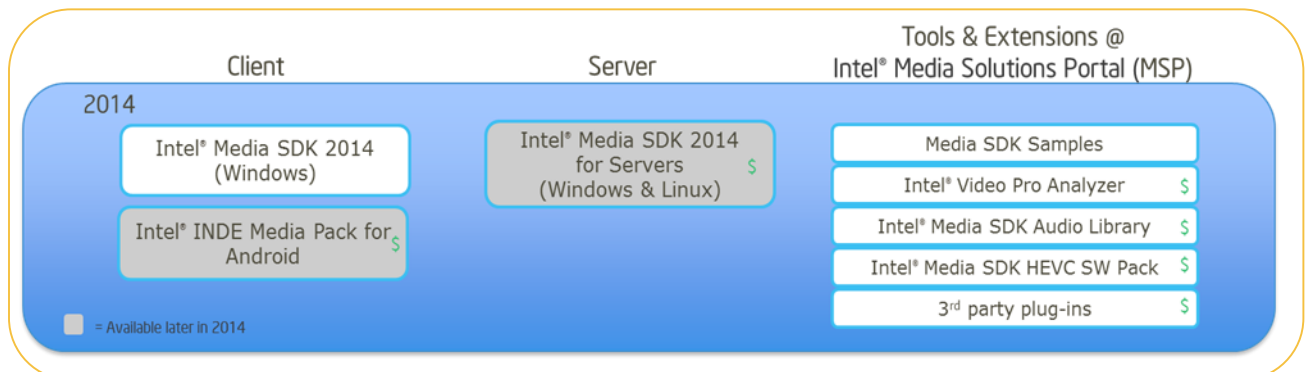 Client
Server
Tools & Extensions @
Intel® Media Solutions Portal (MSP)
2014
Intel® Media SDK 2014
(Windows)
Intel® INDE Media Pack for
Android
$
= Available later in 2014
Intel® Media SDK 2014
for Servers
(Windows & Linux)
$
Media SDK Samples
Intel® Video Pro Analyzer $
Intel® Media SDK Audio Library $
Intel® Media SDK HEVC SW Pack $
3rd party plug-ins $